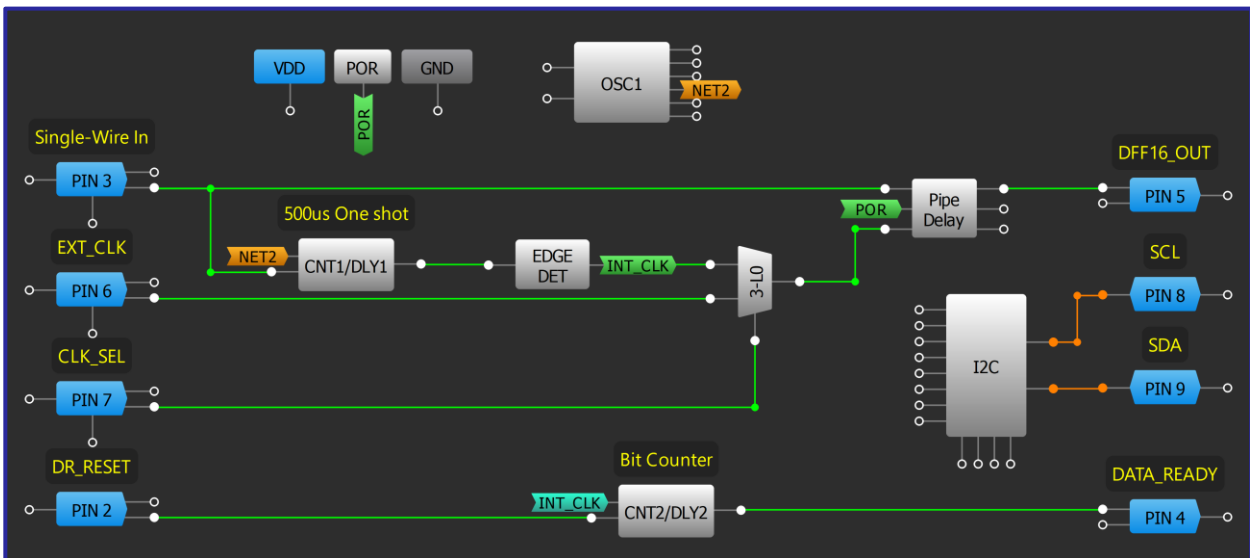 VDD
POR
GND
POR
OSC1
NET2
Single-Wire In
PIN 3
DFF16_OUT
PIN 5
Pipe
Delay
POR
500us One shot
NET2
CNT1/DLY1
EDGE
DET
INT_CLK
3-L0
EXT_CLK
PIN 6
SCL
PIN 8
I2C
SDA
PIN 9
CLK_SEL
PIN 7
DR_RESET
PIN 2
Bit Counter
INT_CLK
CNT2/DLY2
DATA_READY
PIN 4